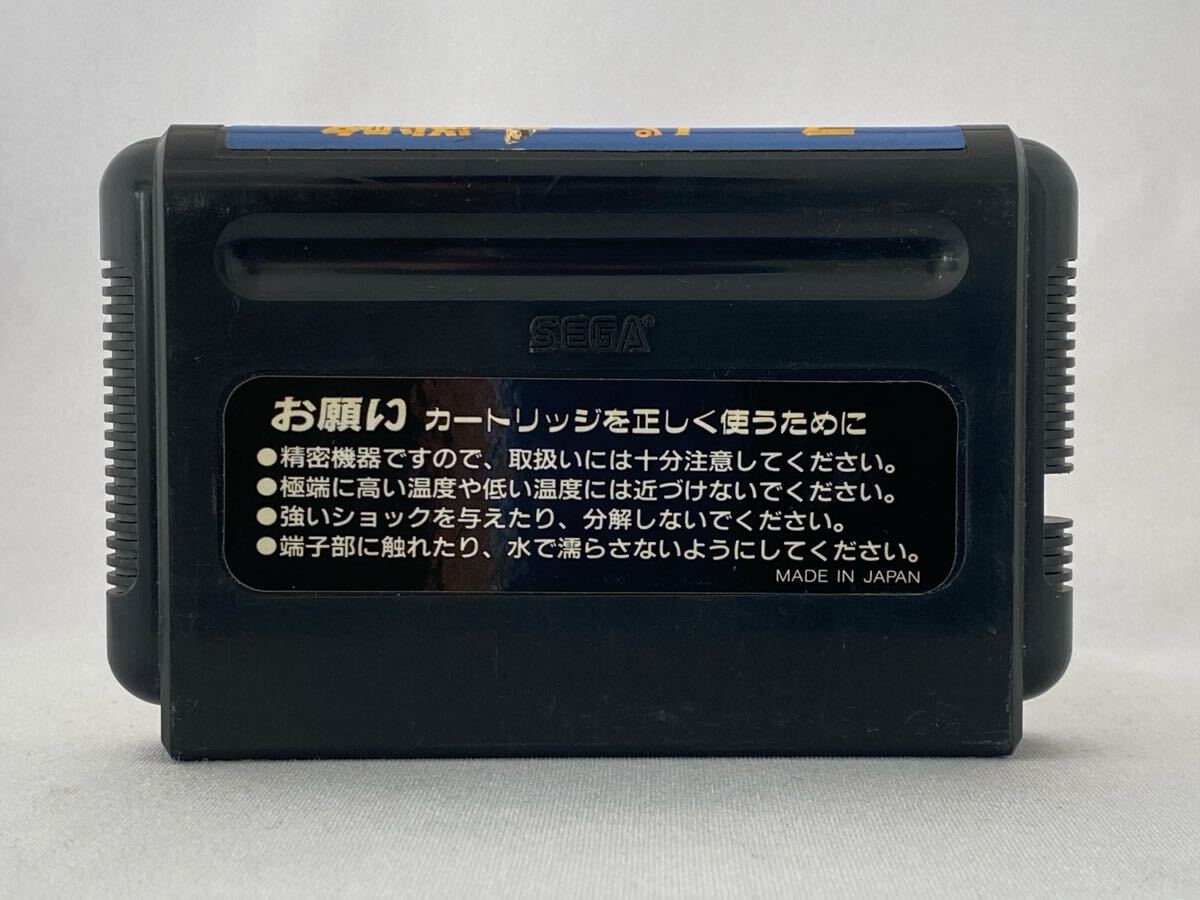 SEGA®
お願い カートリッジを正しく使うために
●精密機器ですので、取扱いには十分注意してください。
●極端に高い温度や低い温度には近づけないでください。
●強いショックを与えたり、分解しないでください。
●端子部に触れたり、水で濡らさないようにしてください。
MADE IN JAPAN